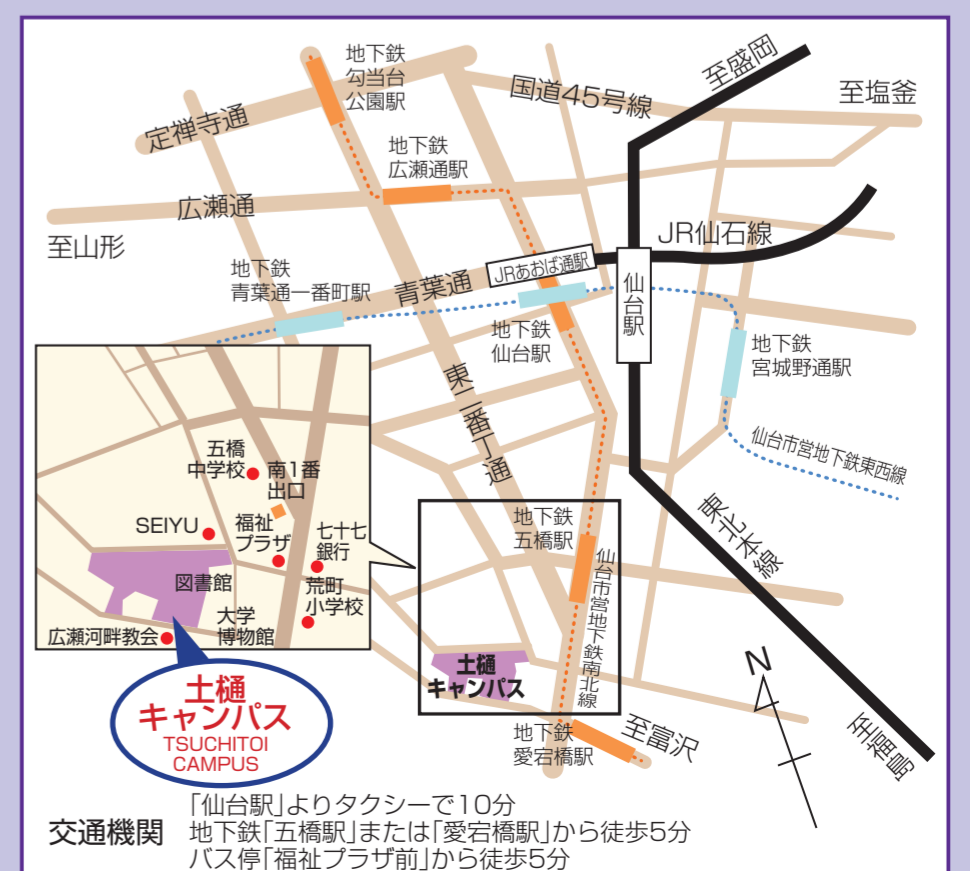 地下鉄
勾当台
公園駅
至盛岡
国道45号線
至塩釜
定禅寺通
地下鉄
広瀬通駅
広瀬通
至山形
JR仙石線
JRあおば通駅
仙台駅
地下鉄
青葉通一番町駅
青葉通
地下鉄
仙台駅
地下鉄
宮城野通駅
東二番丁通
仙台市営地下鉄東西線
五橋
中学校
南1番
出口
SEIYU
福祉
プラザ
七十七
銀行
図書館
荒町
小学校
大学
博物館
広瀬河畔教会
地下鉄
五橋駅
仙台市営地下鉄南北線
東北本線
土樋
キャンパス
土樋
キャンパス
TSUCHITOI
CAMPUS
地下鉄
愛宕橋駅
至富沢
N
至福島
交通機関
「仙台駅」よりタクシーで10分
地下鉄「五橋駅」または「愛宕橋駅」から徒歩5分
バス停「福祉プラザ前」から徒歩5分